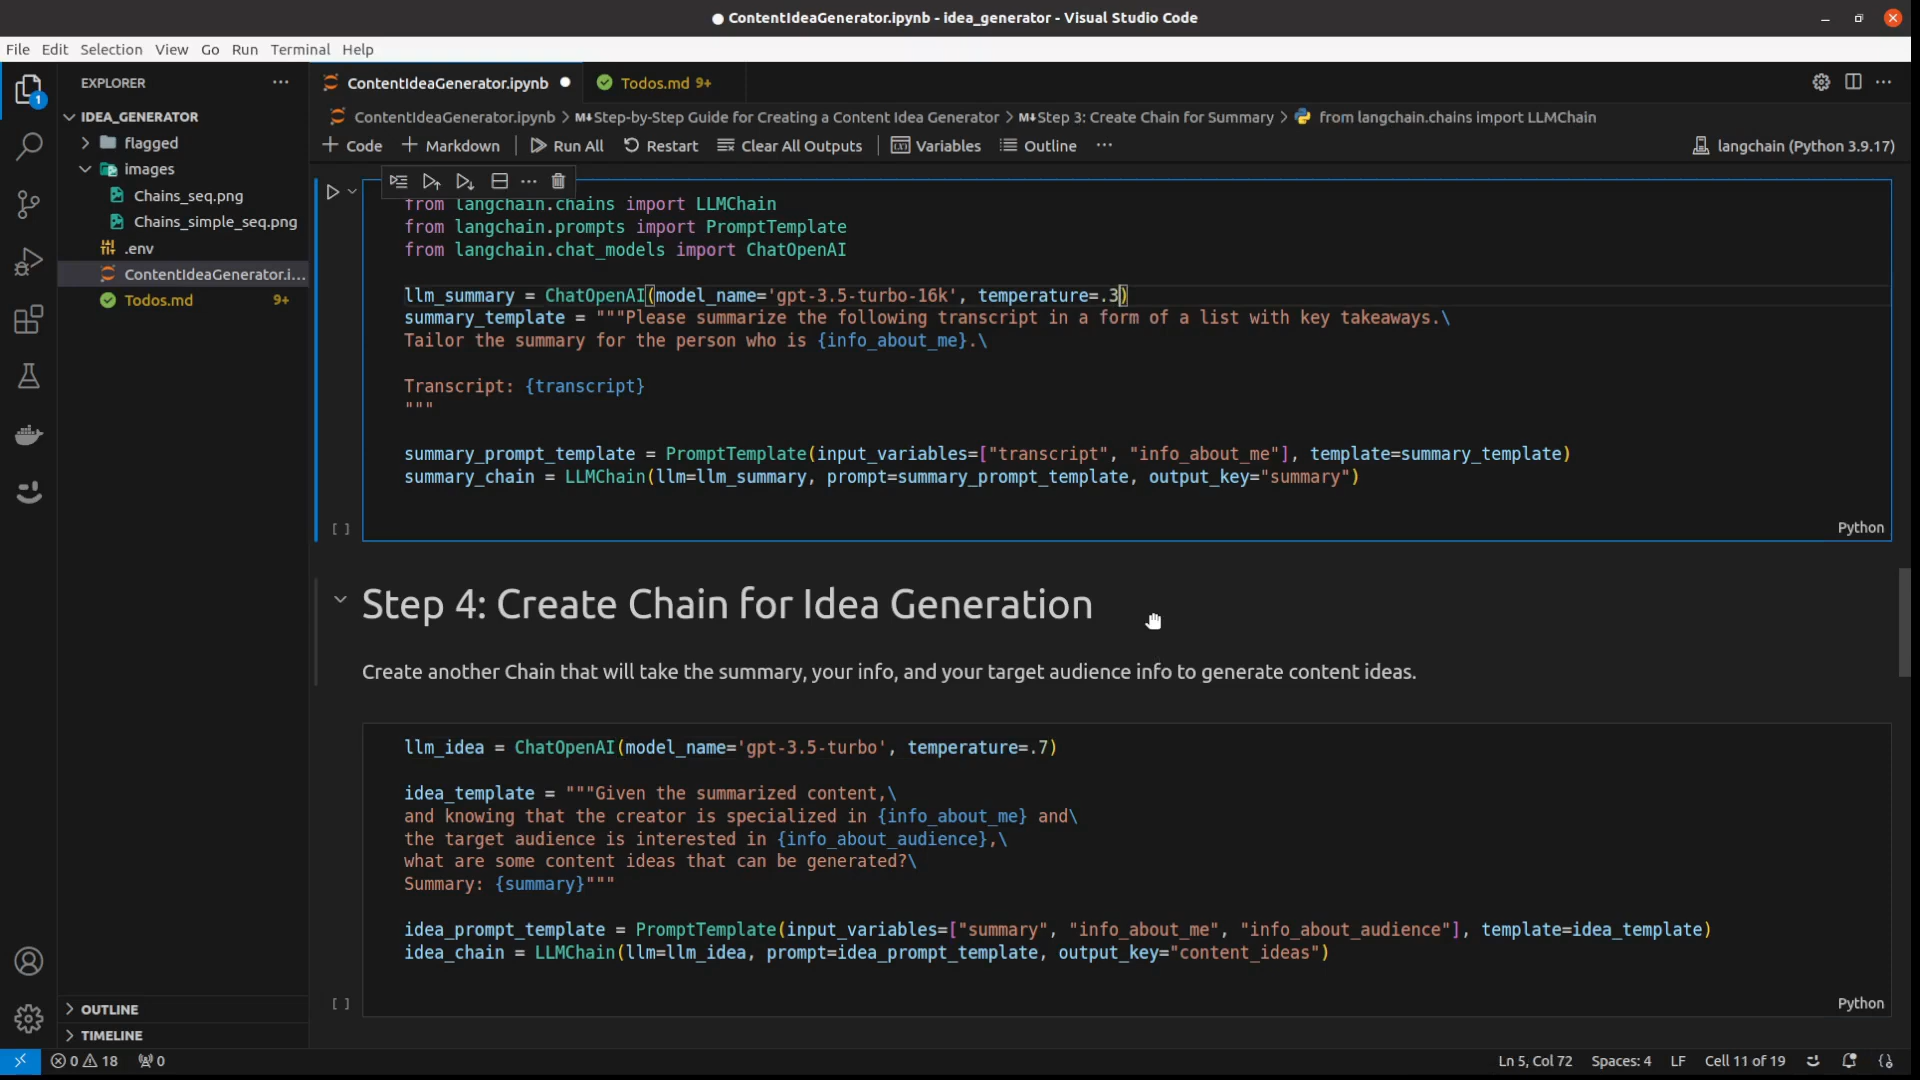 ● ContentIdeaGenerator.ipynb - idea_generator - Visual Studio Code
File Edit Selection View Go Run Terminal Help
EXPLORER
IDEA_GENERATOR
flagged
images
Chains_seq.png
Chains_simple_seq.png
.env
ContentIdeaGenerator.i...
Todos.md 9+
OUTLINE
TIMELINE
1
ContentIdeaGenerator.ipynb ●
Todos.md 9+
ContentIdeaGenerator.ipynb > M↓Step-by-Step Guide for Creating a Content Idea Generator > M↓Step 3: Create Chain for Summary > from langchain.chains import LLMChain
+ Code + Markdown Run All Restart Clear All Outputs Variables Outline ...
langchain (Python 3.9.17)
from langchain.chains import LLMChain
from langchain.prompts import PromptTemplate
from langchain.chat_models import ChatOpenAI
llm_summary = ChatOpenAI(model_name='gpt-3.5-turbo-16k', temperature=.3)
summary_template = """Please summarize the following transcript in a form of a list with key takeaways.\
Tailor the summary for the person who is {info_about_me}.\
Transcript: {transcript}
"""
summary_prompt_template = PromptTemplate(input_variables=["transcript", "info_about_me"], template=summary_template)
summary_chain = LLMChain(llm=llm_summary, prompt=summary_prompt_template, output_key="summary")
[ ]
Python
Step 4: Create Chain for Idea Generation
Create another Chain that will take the summary, your info, and your target audience info to generate content ideas.
llm_idea = ChatOpenAI(model_name='gpt-3.5-turbo', temperature=.7)
idea_template = """Given the summarized content,\
and knowing that the creator is specialized in {info_about_me} and\
the target audience is interested in {info_about_audience},\
what are some content ideas that can be generated?\
Summary: {summary}"""
idea_prompt_template = PromptTemplate(input_variables=["summary", "info_about_me", "info_about_audience"], template=idea_template)
idea_chain = LLMChain(llm=llm_idea, prompt=idea_prompt_template, output_key="content_ideas")
[ ]
Python
0 18 0
Ln 5, Col 72 Spaces: 4 LF Cell 11 of 19